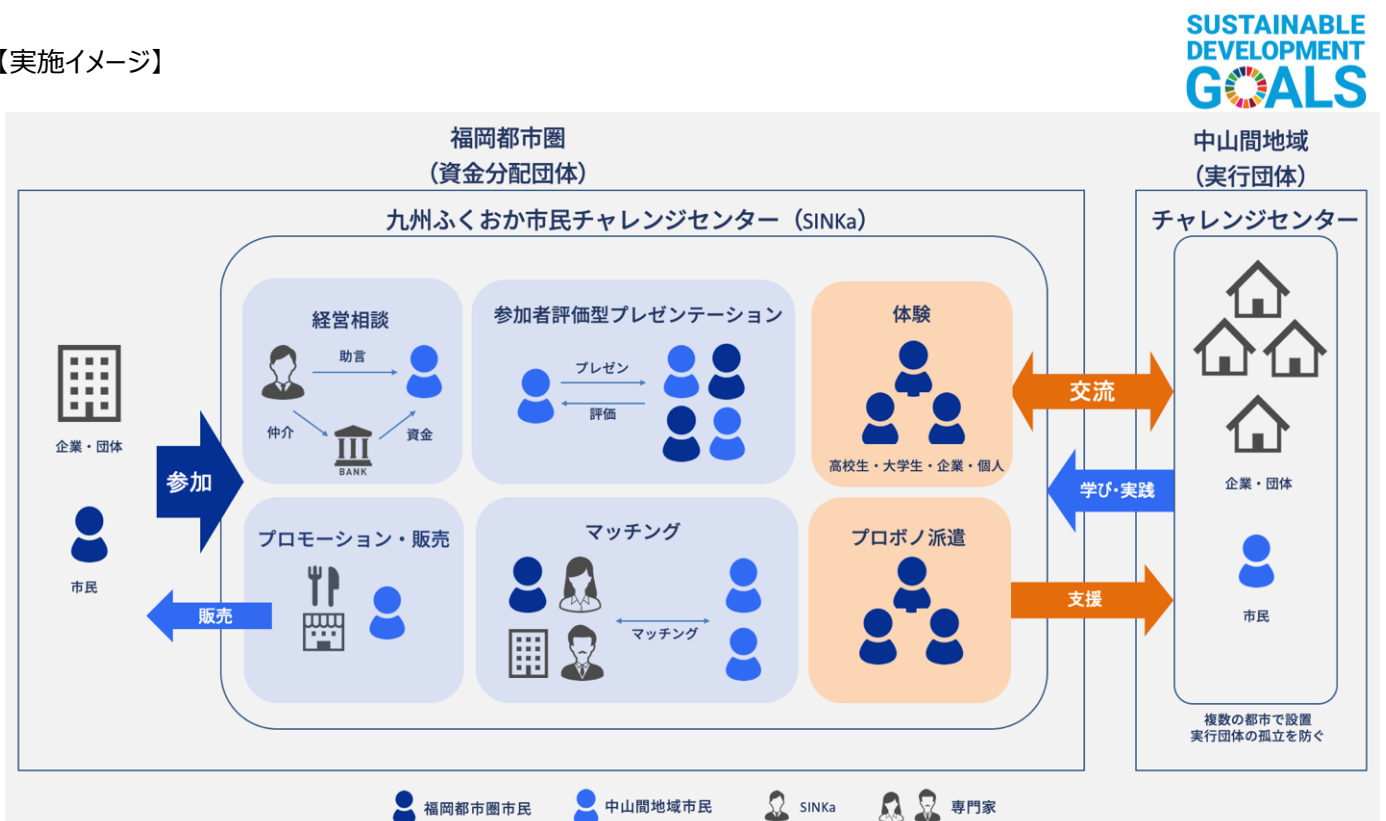 【実施イメージ】
SUSTAINABLE
DEVELOPMENT
GOALS
福岡都市圏
（資金分配団体）
中山間地域
（実行団体）
九州ふくおか市民チャレンジセンター（SINKa）
チャレンジセンター
経営相談
助言
仲介
資金
BANK
参加者評価型プレゼンテーション
プレゼン
評価
体験
高校生・大学生・企業・個人
企業・団体
市民
参加
販売
プロモーション・販売
マッチング
マッチング
プロボノ派遣
交流
学び・実践
支援
企業・団体
市民
複数の都市で設置
実行団体の孤立を防ぐ
福岡都市圏市民
中山間地域市民
SINKa
専門家